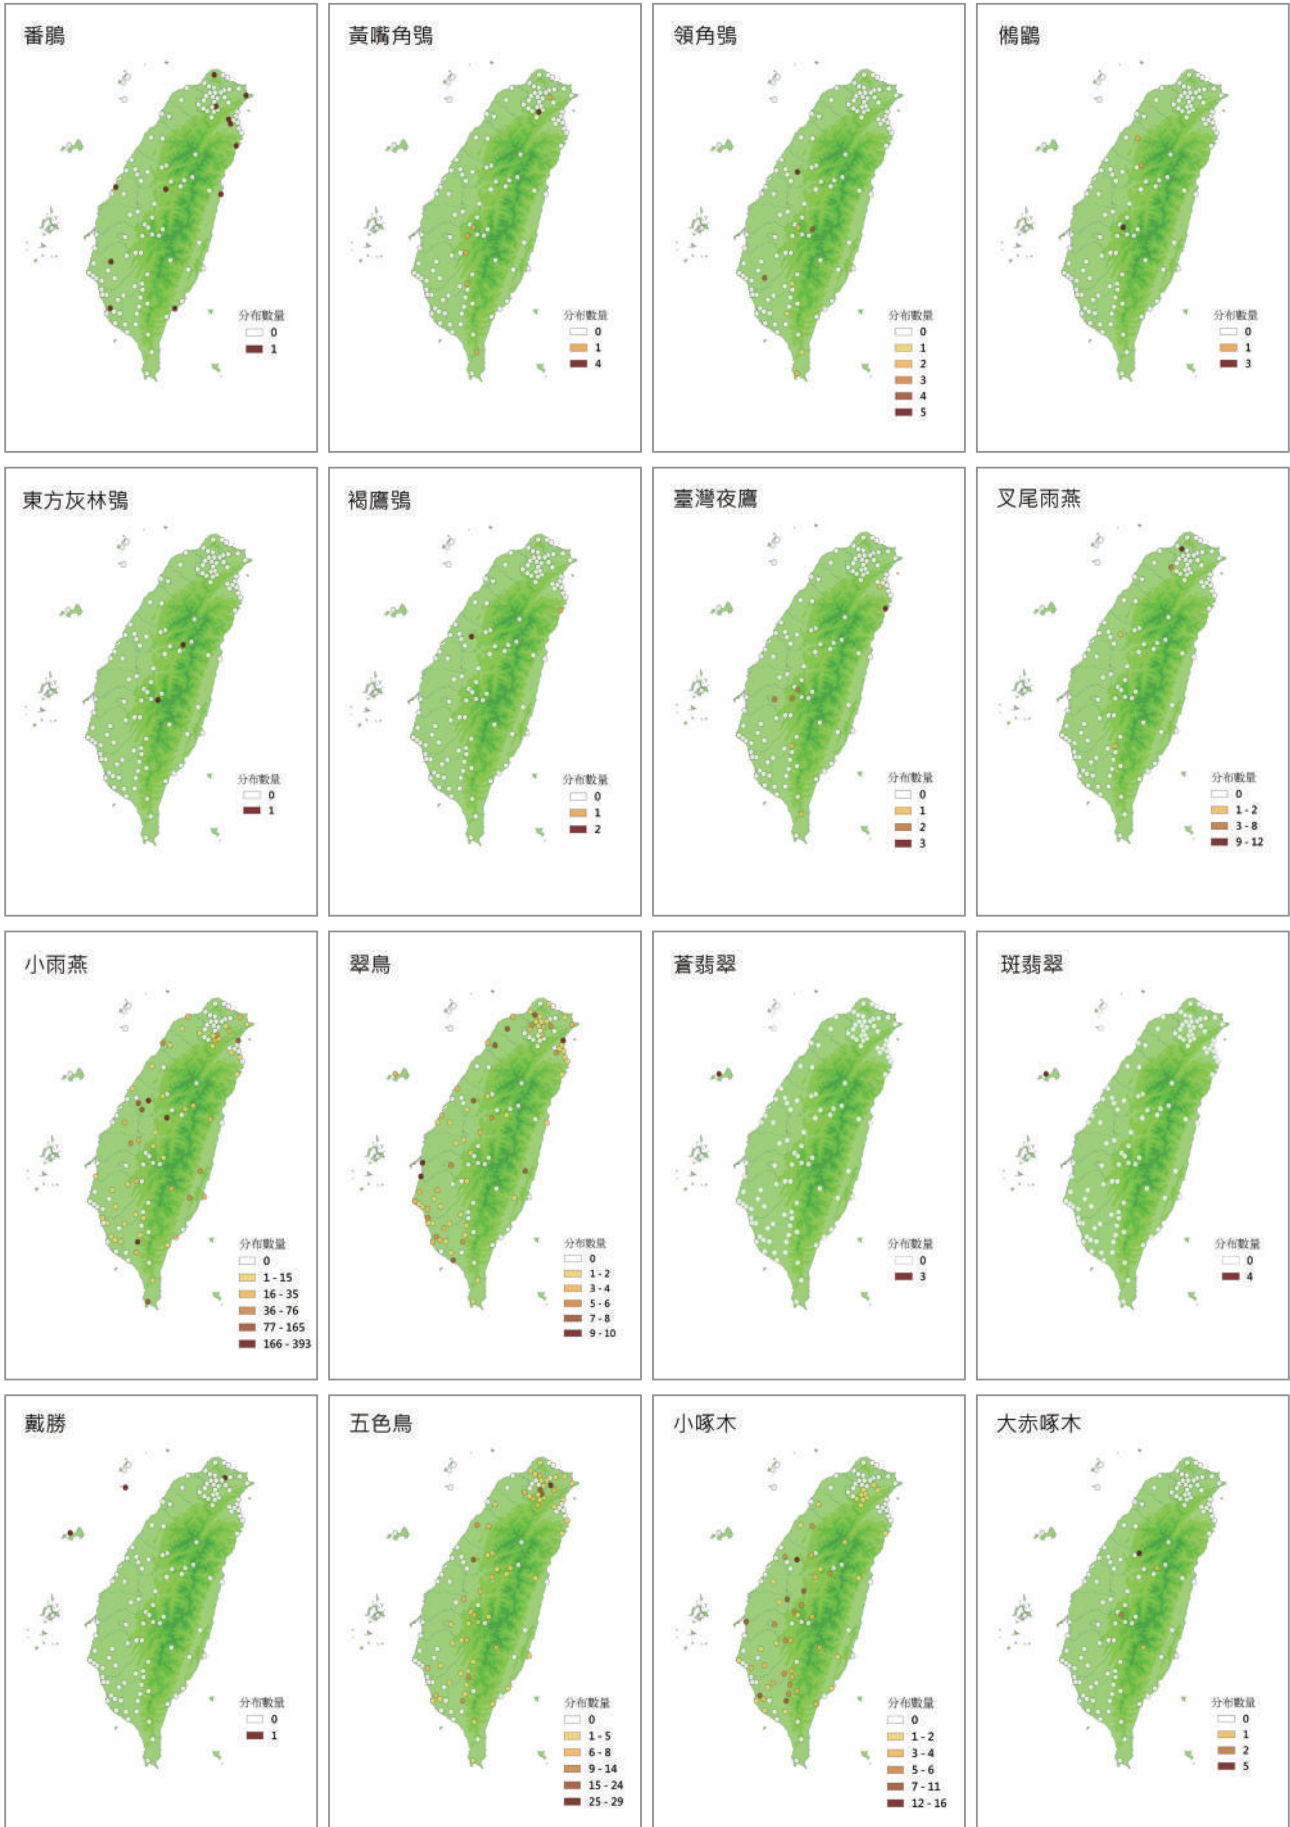 番鵑
分布數量
0
1
黃嘴角鴞
分布數量
0
1
4
領角鴞
分布數量
0
1
2
3
4
5
鵂鶹
分布數量
0
1
3
東方灰林鴞
分布數量
0
1
褐鷹鴞
分布數量
0
1
2
臺灣夜鷹
分布數量
0
1
2
3
叉尾雨燕
分布數量
0
1 - 2
3 - 8
9 - 12
小雨燕
分布數量
0
1 - 15
16 - 35
36 - 76
77 - 165
166 - 393
翠鳥
分布數量
0
1 - 2
3 - 4
5 - 6
7 - 8
9 - 10
蒼翡翠
分布數量
0
3
斑翡翠
分布數量
0
4
戴勝
分布數量
0
1
五色鳥
分布數量
0
1 - 5
6 - 8
9 - 14
15 - 24
25 - 29
小啄木
分布數量
0
1 - 2
3 - 4
5 - 6
7 - 11
12 - 16
大赤啄木
分布數量
0
1
2
5